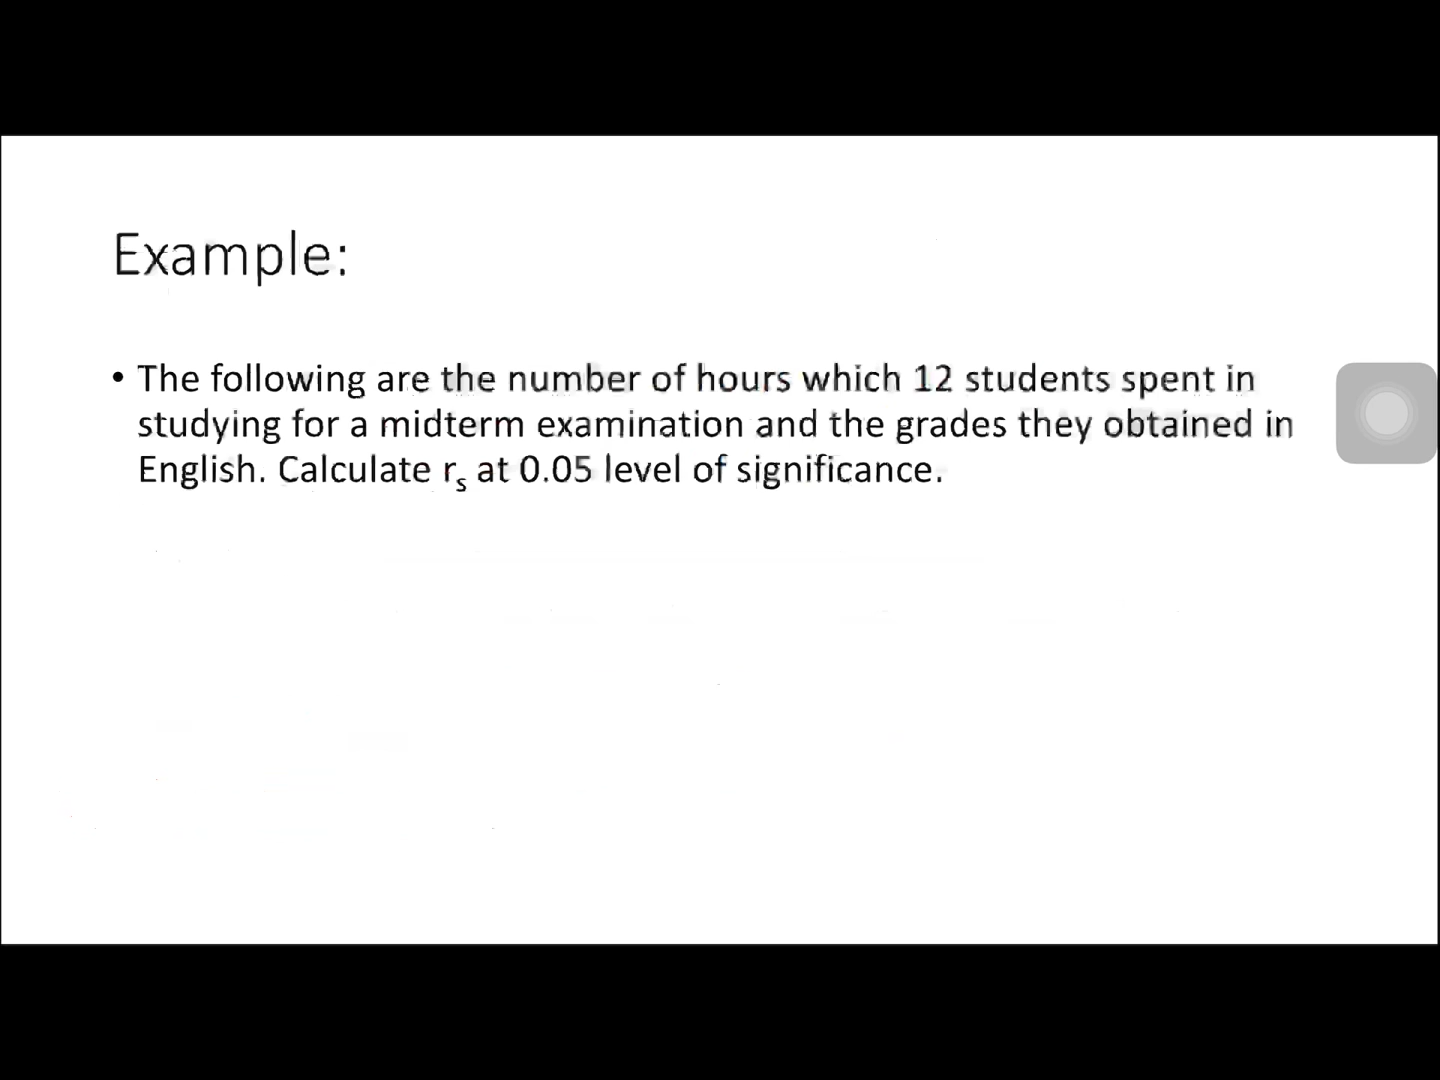 Example:
• The following are the number of hours which 12 students spent in
studying for a midterm examination and the grades they obtained in
English. Calculate rₛ at 0.05 level of significance.